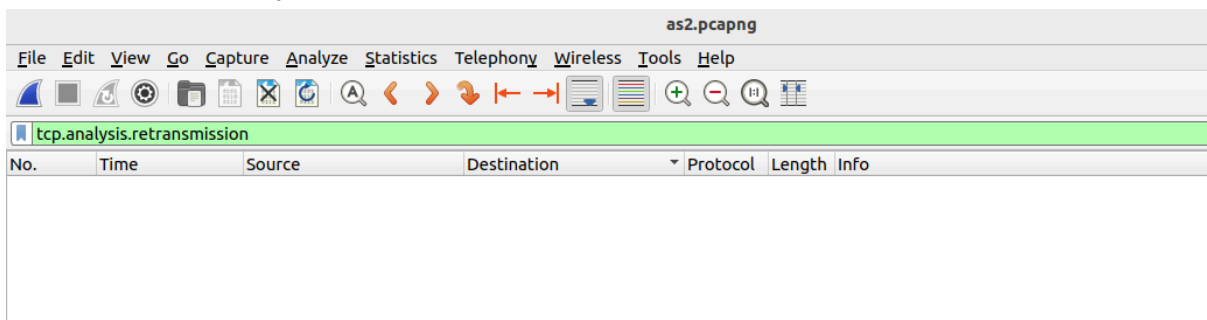 as2.pcapng
File Edit View Go Capture Analyze Statistics Telephony Wireless Tools Help
tcp.analysis.retransmission
No. Time Source Destination Protocol Length Info